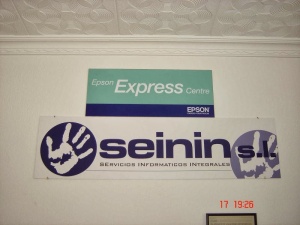 Epson Express Centre
EPSON
seinin s.l.
SERVICIOS INFORMATICOS INTEGRALES
17 19:26